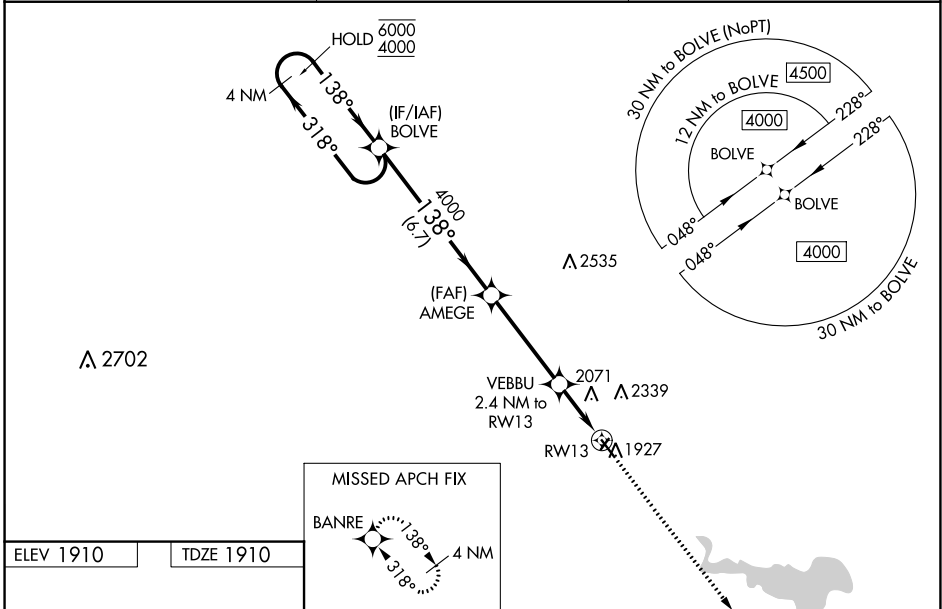 HOLD 6000
4000
4 NM
138°
318°
(IF/IAF)
BOLVE
4000
138°
(6.7)
(FAF)
AMEGE
2535
2702
VEBBU
2.4 NM to
RW13
2071
2339
RW13
1927
30 NM to BOLVE (NoPT)
4500
12 NM to BOLVE
4000
228°
228°
BOLVE
BOLVE
048°
048°
4000
30 NM to BOLVE
MISSED APCH FIX
BANRE
138°
318°
4 NM
ELEV 1910
TDZE 1910